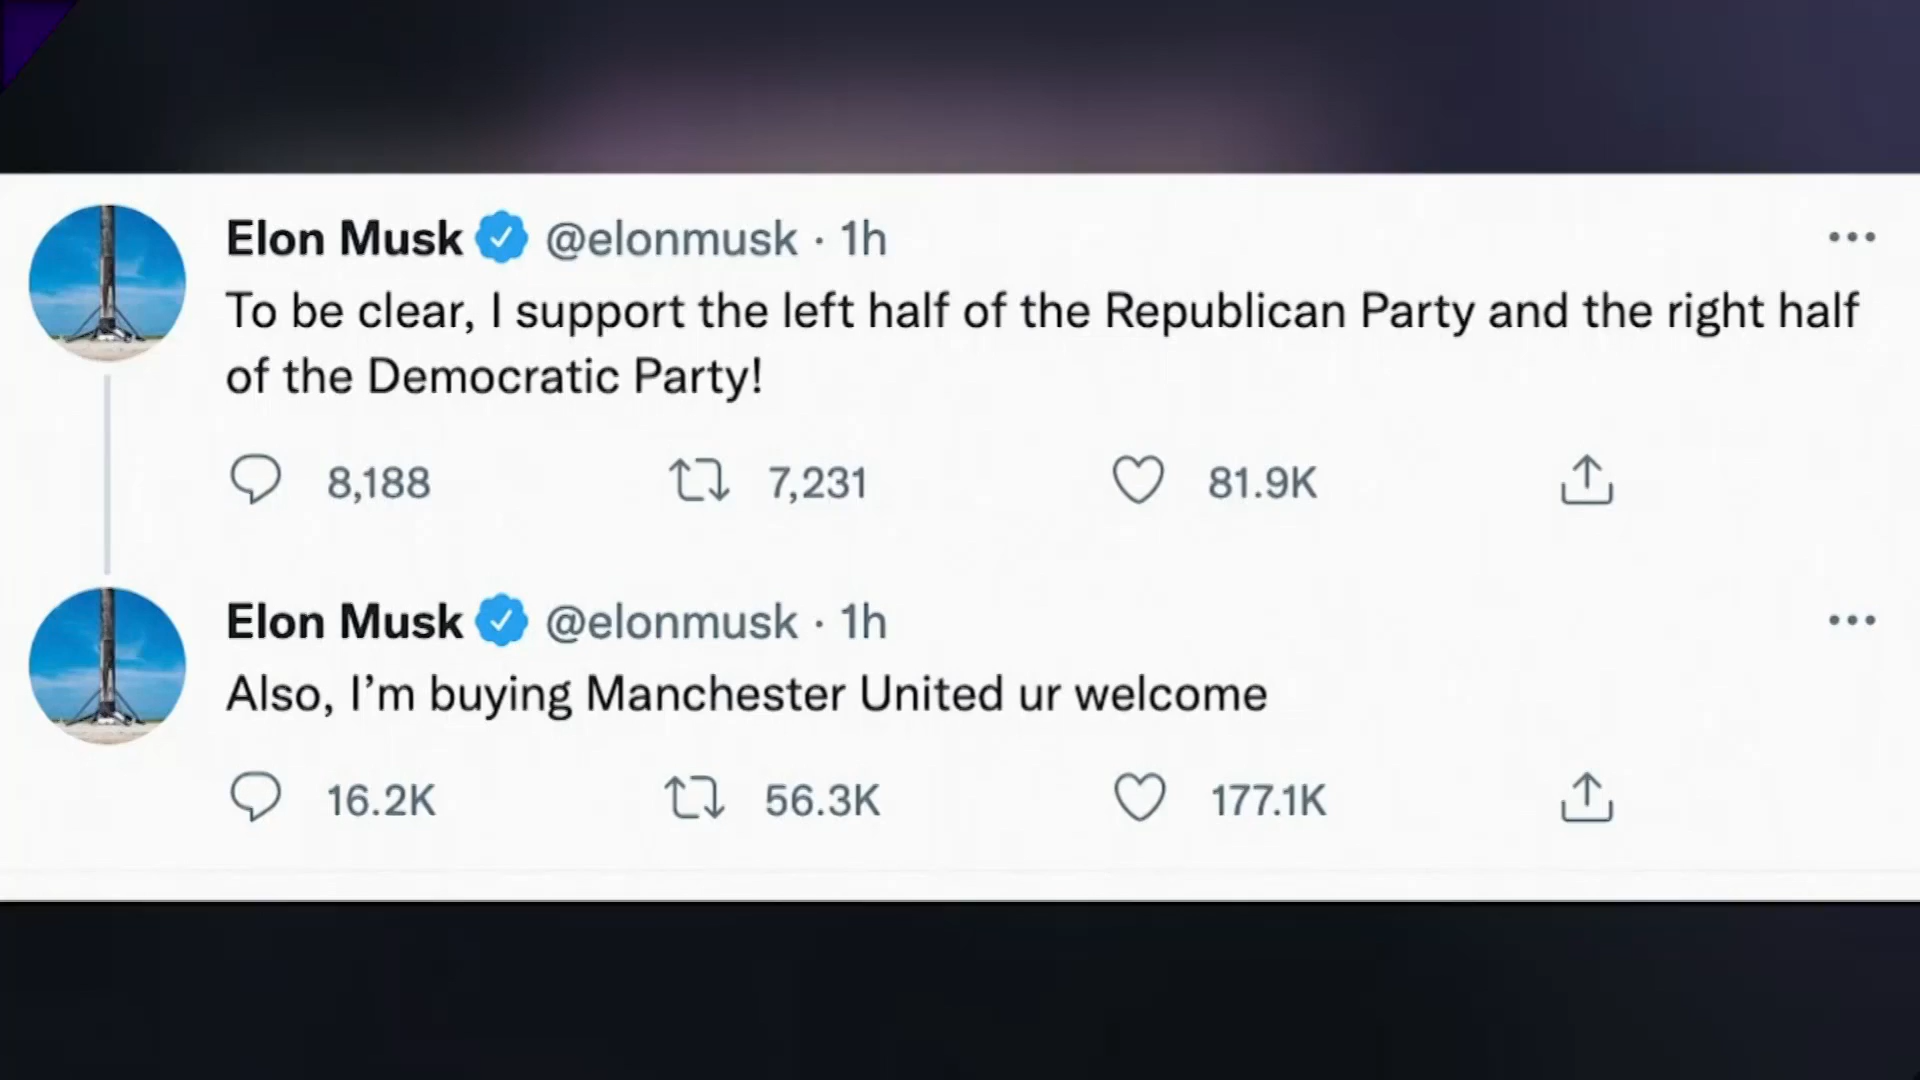 Elon Musk @elonmusk · 1h
To be clear, I support the left half of the Republican Party and the right half
of the Democratic Party!
8,188 7,231 81.9K
Elon Musk @elonmusk · 1h
Also, I’m buying Manchester United ur welcome
16.2K 56.3K 177.1K